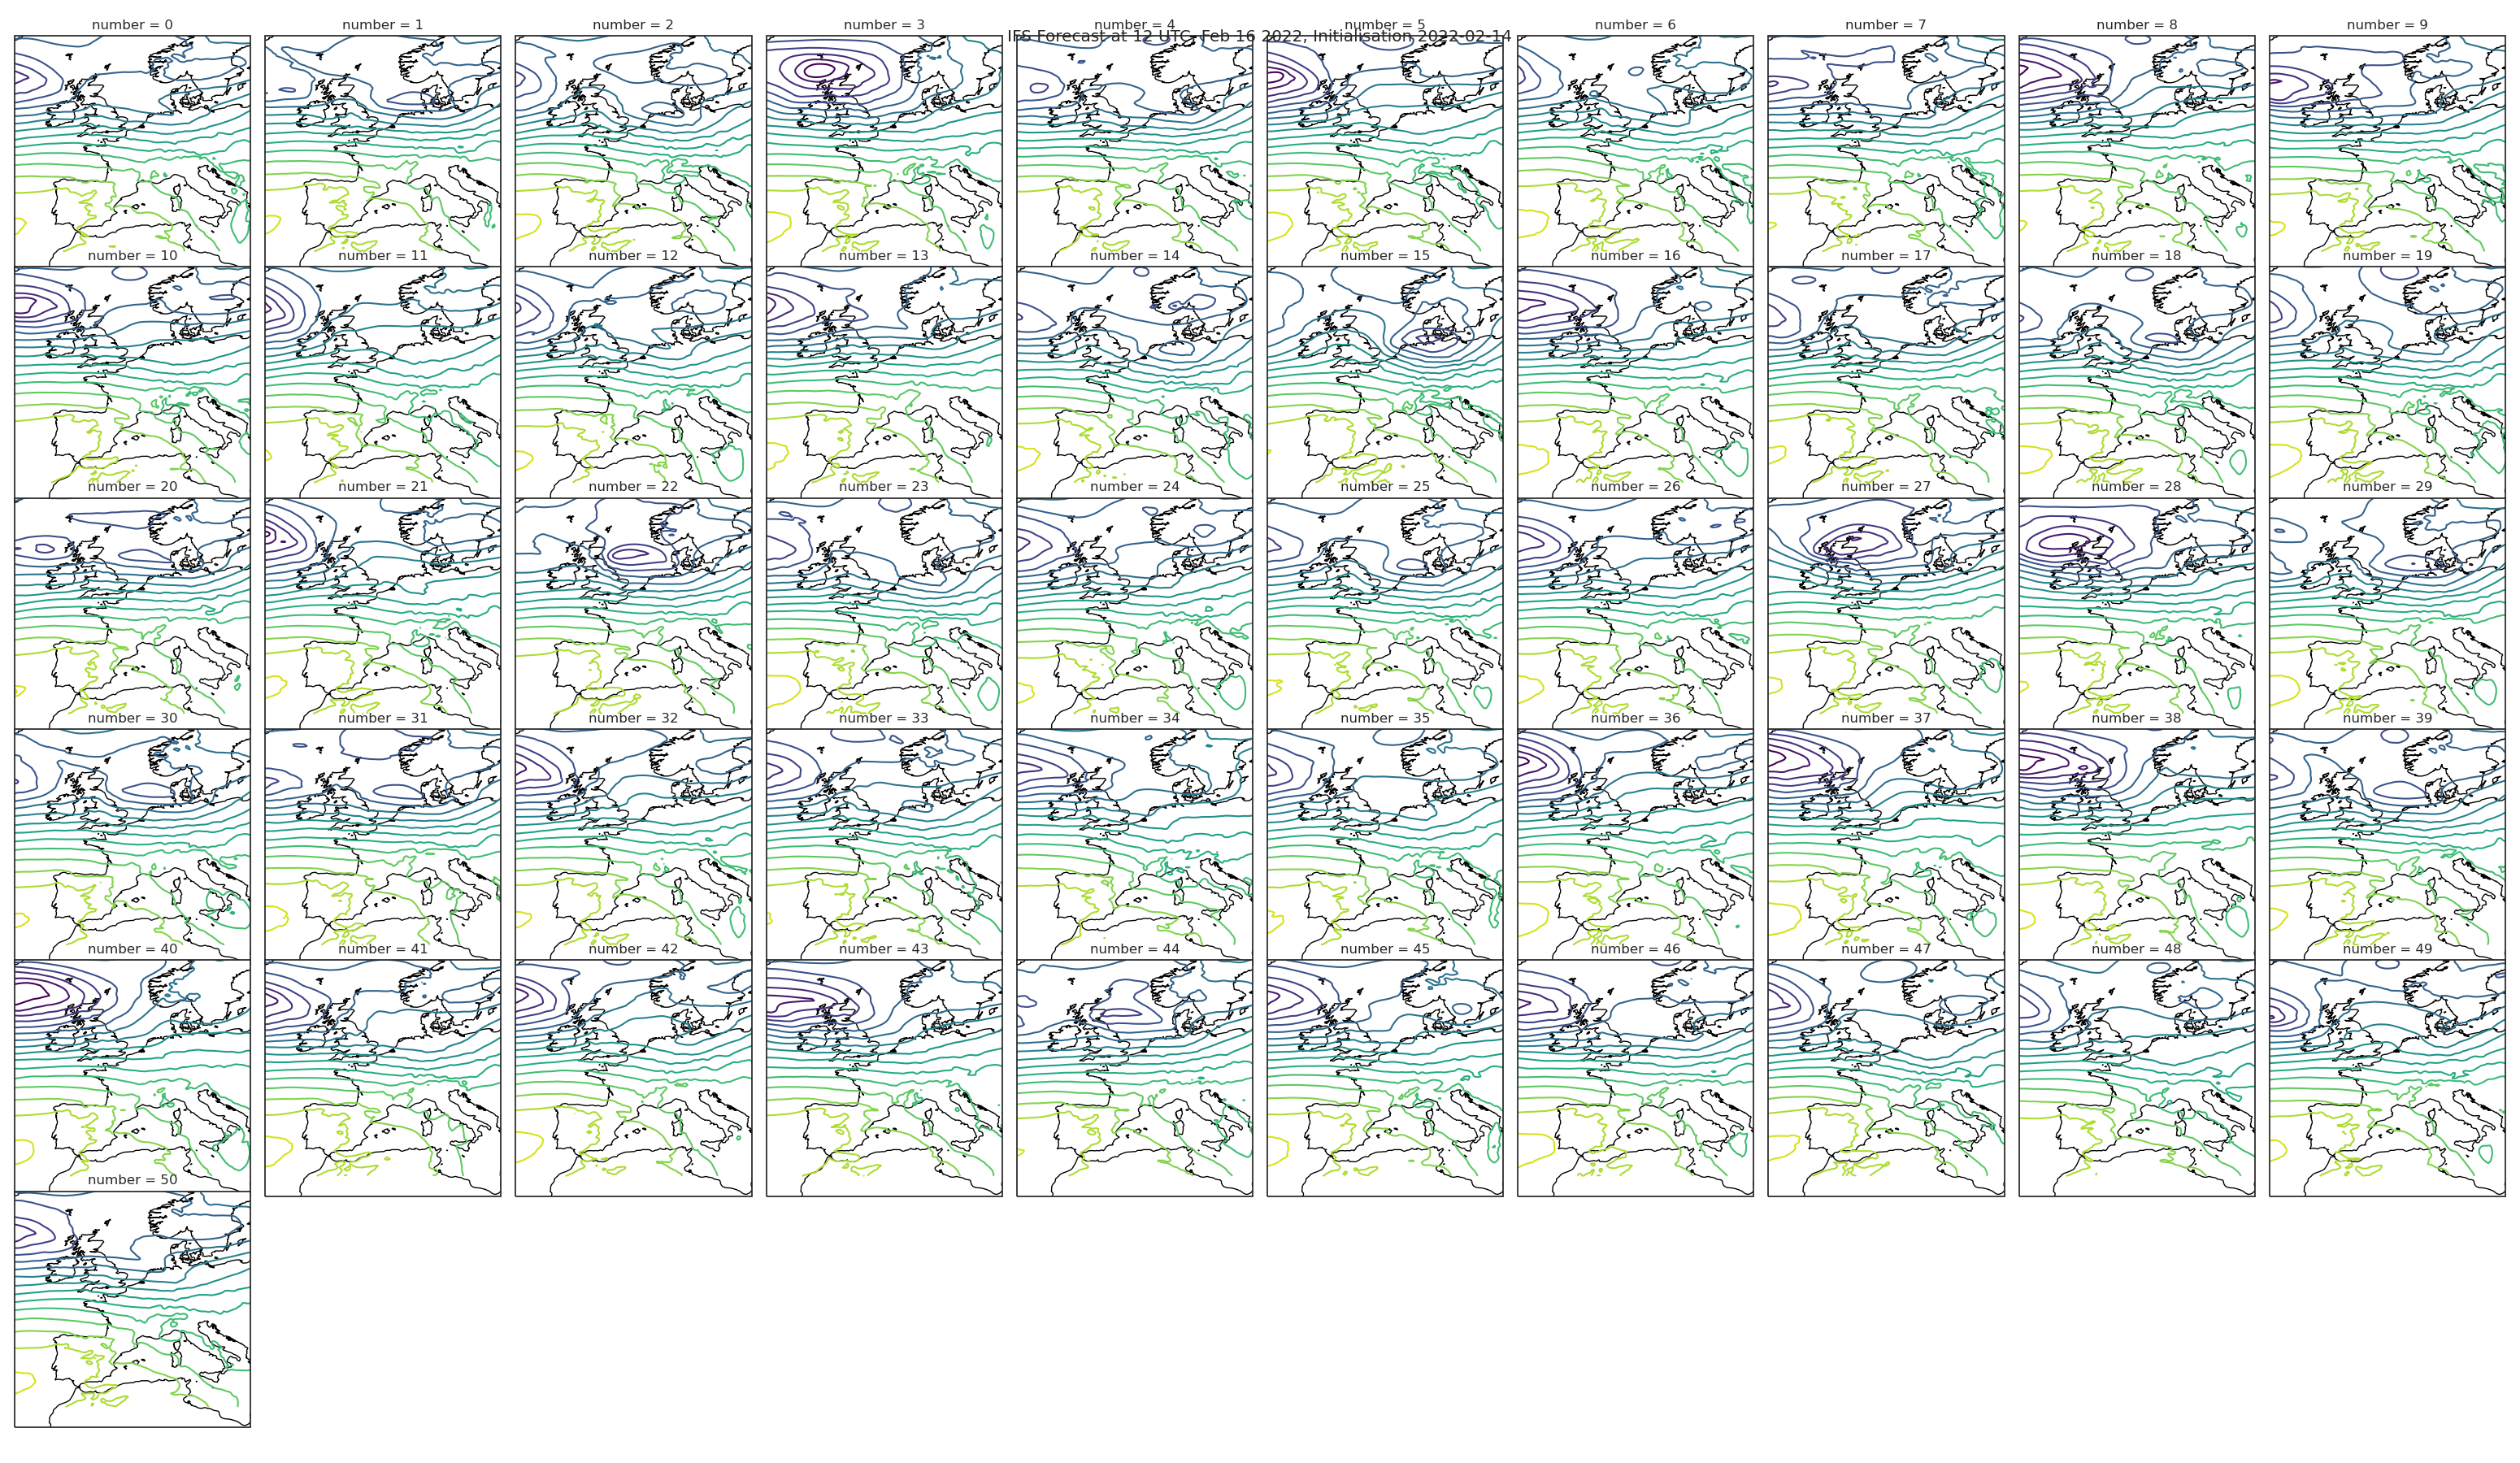 number = 0 number = 1 number = 2 number = 3 number = 4 number = 5 number = 6 number = 7 number = 8 number = 9
IFS Forecast at 12 UTC, Feb 16 2022, Initialisation 2022-02-14
number = 10 number = 11 number = 12 number = 13 number = 14 number = 15 number = 16 number = 17 number = 18 number = 19
number = 20 number = 21 number = 22 number = 23 number = 24 number = 25 number = 26 number = 27 number = 28 number = 29
number = 30 number = 31 number = 32 number = 33 number = 34 number = 35 number = 36 number = 37 number = 38 number = 39
number = 40 number = 41 number = 42 number = 43 number = 44 number = 45 number = 46 number = 47 number = 48 number = 49
number = 50